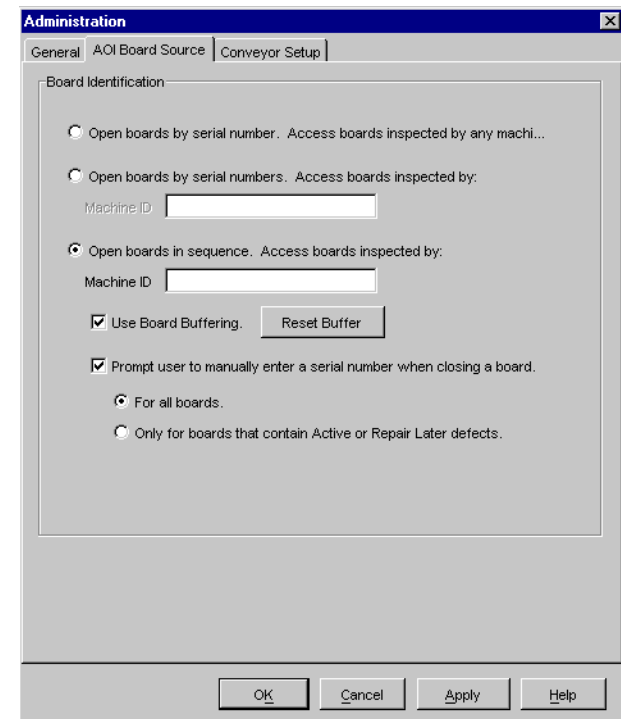 Administration
General AOI Board Source Conveyor Setup
Board Identification
Open boards by serial number. Access boards inspected by any machi...
Open boards by serial numbers. Access boards inspected by:
Machine ID
Open boards in sequence. Access boards inspected by:
Machine ID
Use Board Buffering. Reset Buffer
Prompt user to manually enter a serial number when closing a board.
For all boards.
Only for boards that contain Active or Repair Later defects.
OK Cancel Apply Help